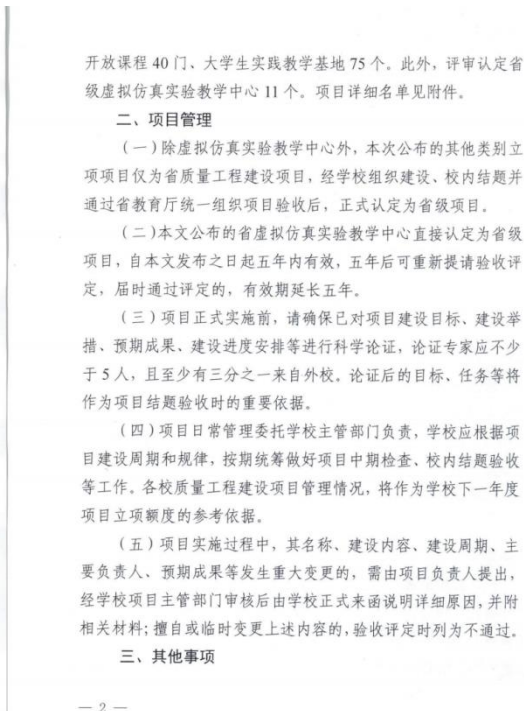 开放课程 40 门、大学生实践教学基地 75 个。此外，评审认定省
级虚拟仿真实验教学中心 11 个。项目详细名单见附件。
二、项目管理
（一）除虚拟仿真实验教学中心外，本次公布的其他类别立
项项目仅为省质量工程建设项目，经学校组织建设、校内结题并
通过省教育厅统一组织项目验收后，正式认定为省级项目。
（二）本文公布的省虚拟仿真实验教学中心直接认定为省级
项目，自本文发布之日起五年内有效，五年后可重新提请验收评
定，届时通过评定的，有效期延长五年。
（三）项目正式实施前，请确保已对项目建设目标、建设举
措、预期成果、建设进度安排等进行科学论证，论证专家应不少
于 5 人，且至少有三分之一来自外校。论证后的目标、任务等将
作为项目结题验收时的重要依据。
（四）项目日常管理委托学校主管部门负责，学校应根据项
目建设周期和规律，按期统筹做好项目中期检查、校内结题验收
等工作。各校质量工程建设项目管理情况，将作为学校下一年度
项目立项额度的参考依据。
（五）项目实施过程中，其名称、建设内容、建设周期、主
要负责人、预期成果等发生重大变更的，需由项目负责人提出，
经学校项目主管部门审核后由学校正式来函说明详细原因，并附
相关材料；擅自或临时变更上述内容的，验收评定时列为不通过。
三、其他事项
— 2 —